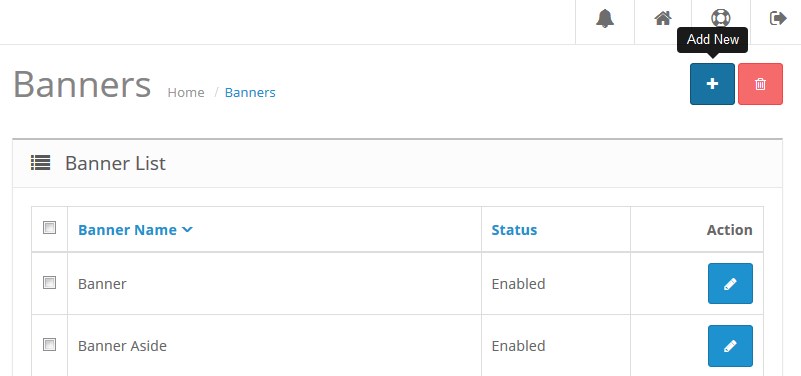 Add New
Banners Home / Banners
Banner List
Banner Name Status Action
Banner Enabled
Banner Aside Enabled